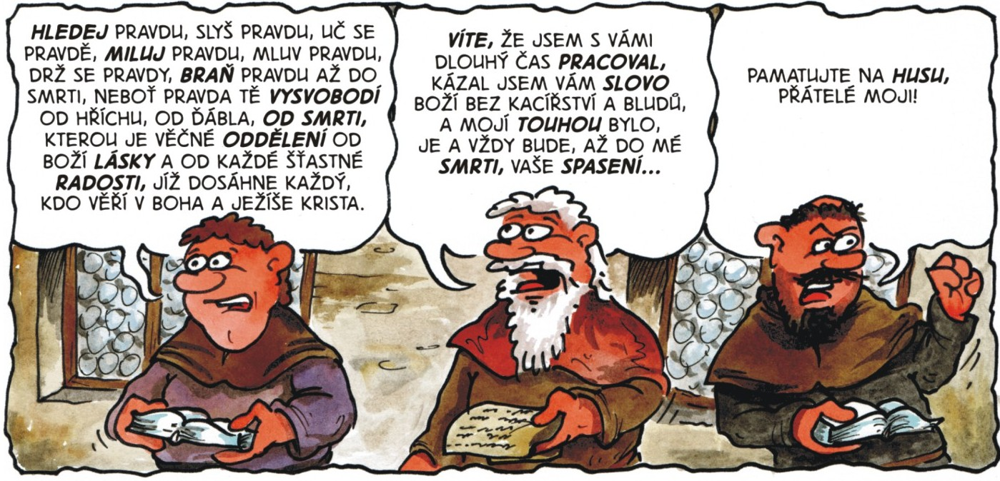 HLEDEJ PRAVDU, SLYŠ PRAVDU, UČ SE
PRAVDĚ, MILUJ PRAVDU, MLUV PRAVDU,
DRŽ SE PRAVDY, BRAŇ PRAVDU AŽ DO
SMRTI, NEBOŤ PRAVDA TĚ VYSVOBODÍ
OD HŘÍCHU, OD ĎÁBLA, OD SMRTI,
KTEROU JE VĚČNÉ ODDĚLENÍ OD
BOŽÍ LÁSKY A OD KAŽDÉ ŠŤASTNÉ
RADOSTI, JÍŽ DOSÁHNE KAŽDÝ,
KDO VĚŘÍ V BOHA A JEŽÍŠE KRISTA.
VÍTE, ŽE JSEM S VÁMI
DLOUHÝ ČAS PRACOVAL,
KÁZAL JSEM VÁM SLOVO
BOŽÍ BEZ KACÍŘSTVÍ A BLUDŮ,
A MOJÍ TOUHOU BYLO,
JE A VŽDY BUDE, AŽ DO MÉ
SMRTI, VAŠE SPASENÍ...
PAMATUJTE NA HUSU,
PŘÁTELÉ MOJI!